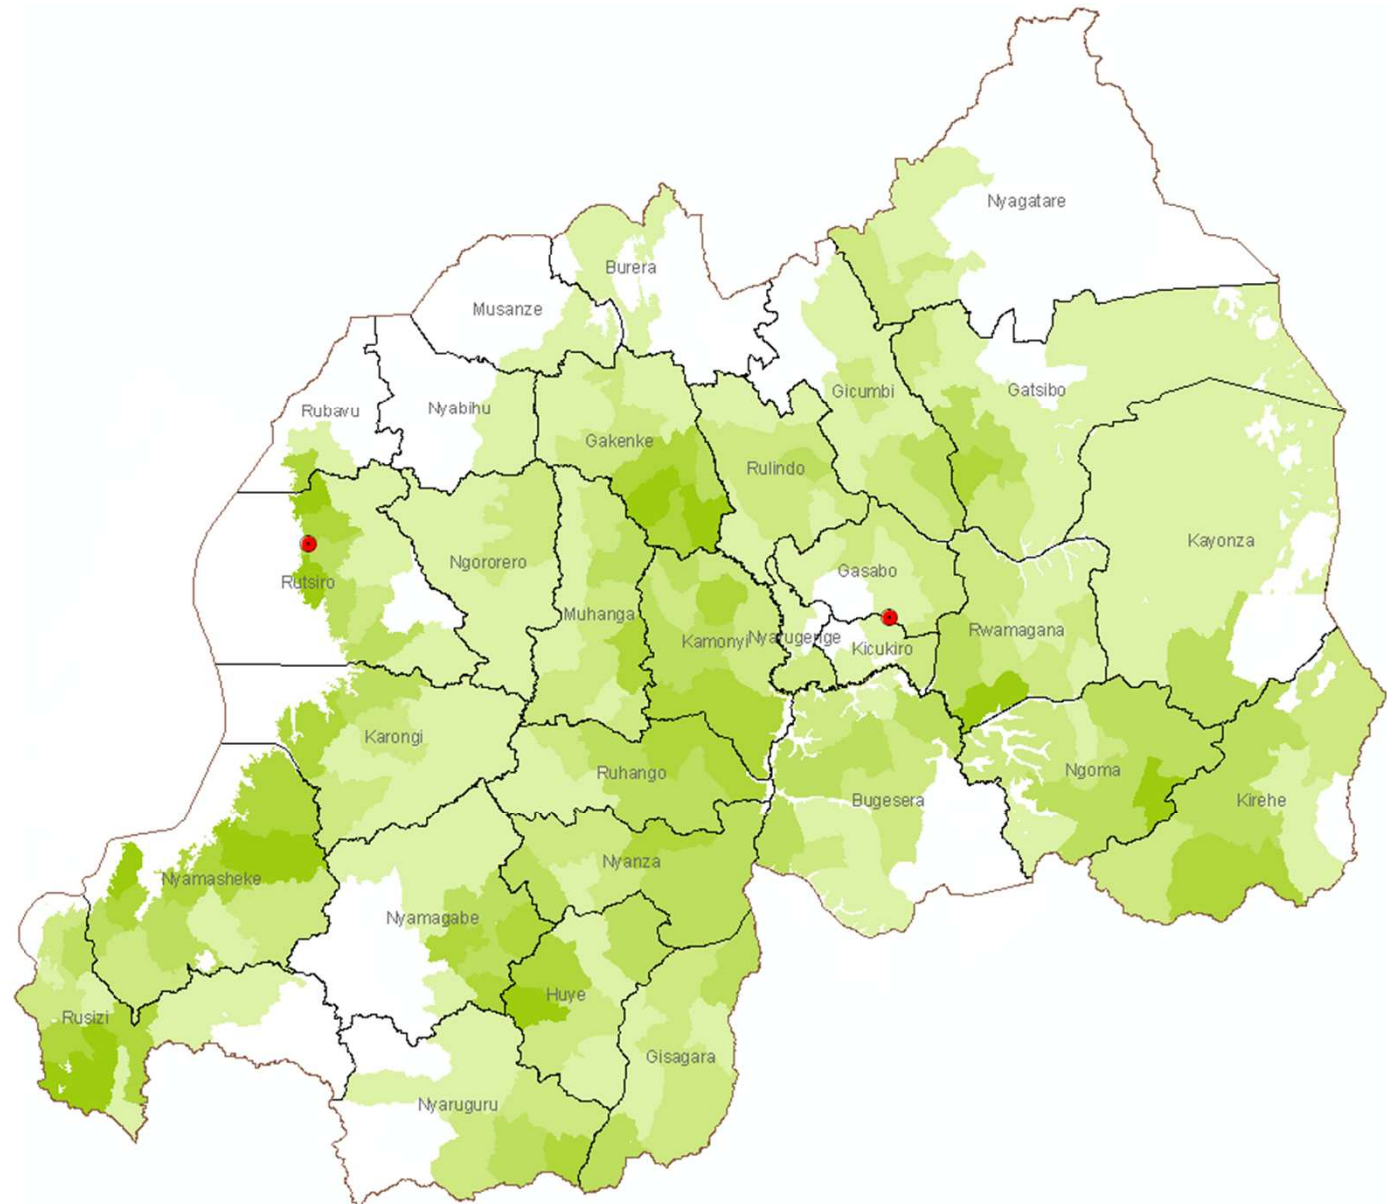 Nyagatare
Burera
Musanze
Gatsibo
Gicumbi
Nyabihu
Rubavu
Gakenke
Rulindo
Kayonza
Ngororero
Gasabo
Rutsiro
Muhanga
Rwamagana
Kamonyi
Nyarugenge
Kicukiro
Karongi
Ruhango
Ngoma
Bugesera
Kirehe
Nyanza
Nyamasheke
Nyamagabe
Huye
Rusizi
Gisagara
Nyaruguru